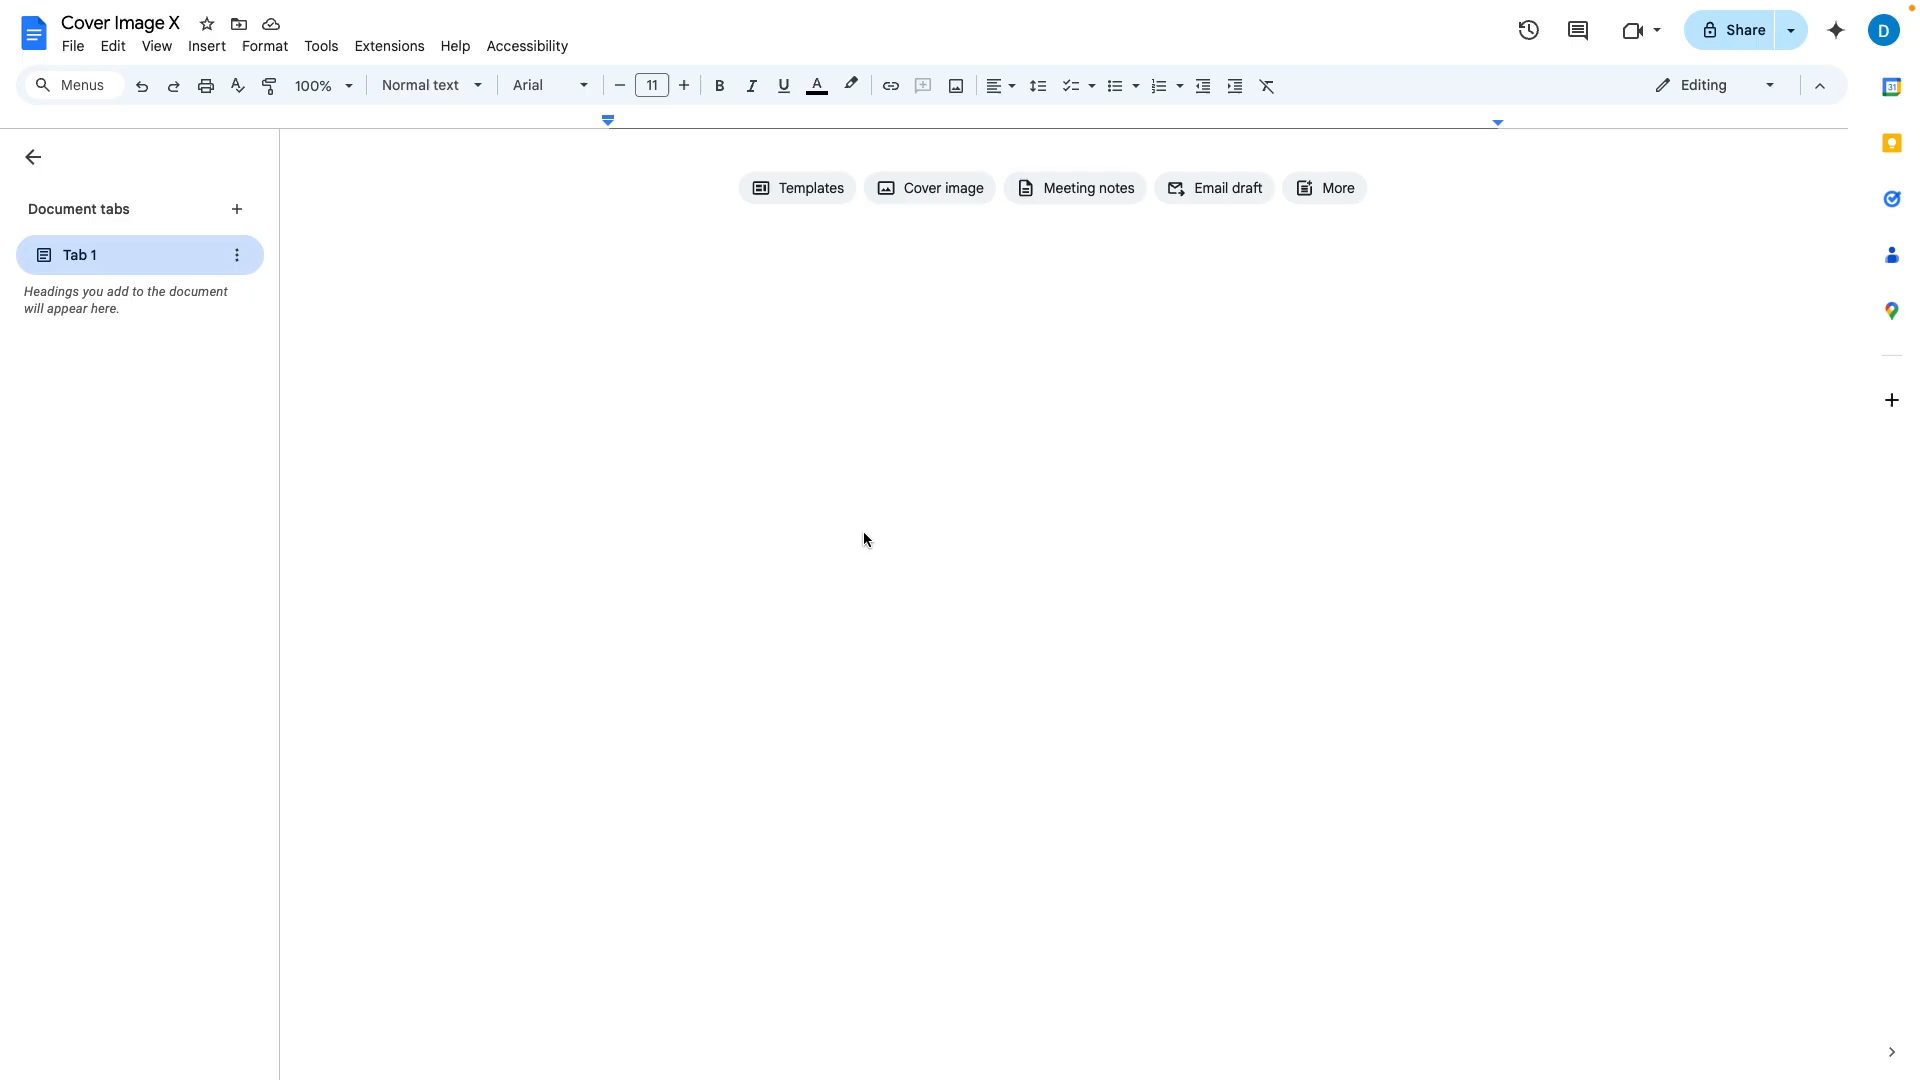 Cover Image X
File Edit View Insert Format Tools Extensions Help Accessibility
Share
D
Menus
100%
Normal text
Arial
11
B I U A
Editing
31
Templates
Cover image
Meeting notes
Email draft
More
Document tabs
Tab 1
Headings you add to the document
will appear here.